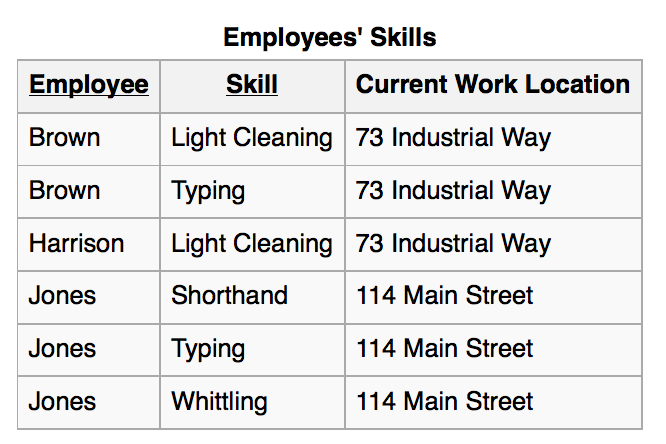 Employees' Skills
Employee Skill Current Work Location
Brown Light Cleaning 73 Industrial Way
Brown Typing 73 Industrial Way
Harrison Light Cleaning 73 Industrial Way
Jones Shorthand 114 Main Street
Jones Typing 114 Main Street
Jones Whittling 114 Main Street